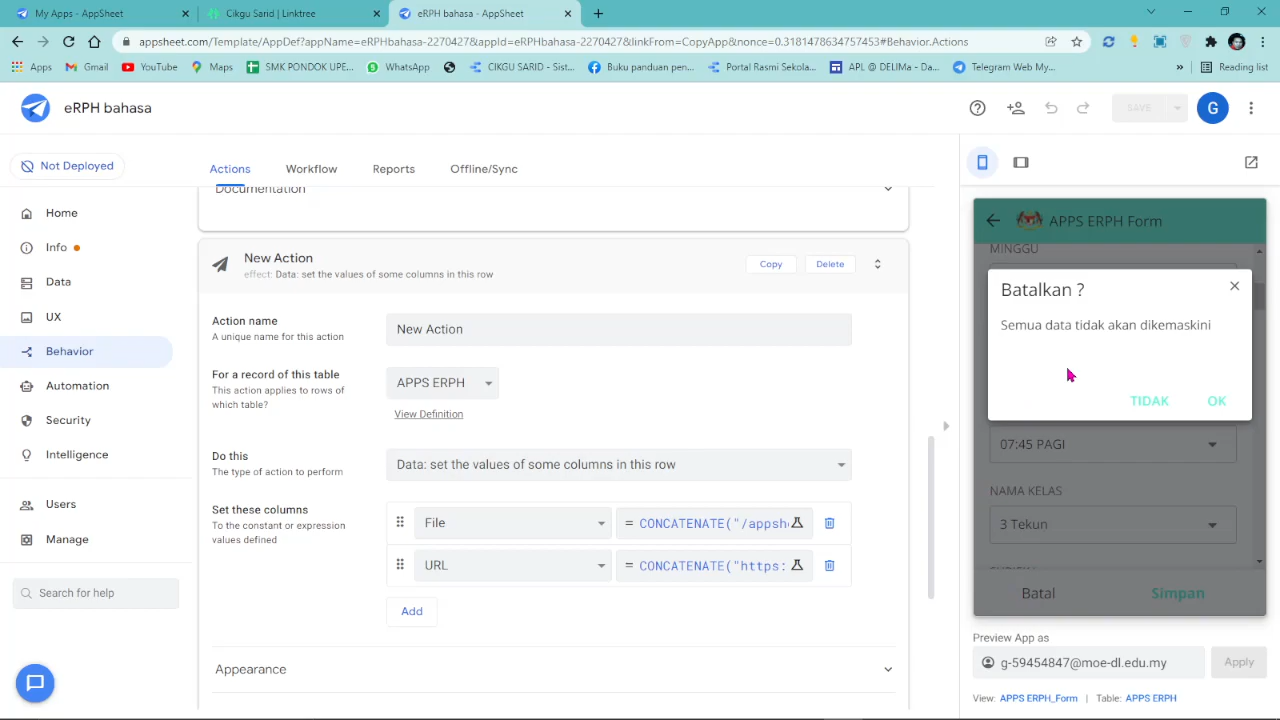 My Apps - AppSheet
Cikgu Sarid | Linktree
eRPH bahasa - AppSheet
appsheet.com/Template/AppDef?appName=eRPHbahasa-2270427&appId=eRPHbahasa-2270427&linkFrom=CopyApp&nonce=0.3181478634757453#Behavior.Actions
Apps
Gmail
YouTube
Maps
SMK PONDOK UPE...
WhatsApp
CIKGU SARID - Sist...
Buku panduan pen...
Portal Rasmi Sekola...
APL @ DELIMa - Da...
Telegram Web My...
»
Reading list
eRPH bahasa
SAVE
G
Not Deployed
Actions
Workflow
Reports
Offline/Sync
Home
Info
Data
UX
Behavior
Automation
Security
Intelligence
Users
Manage
Search for help
Documentation
New Action
effect: Data: set the values of some columns in this row
Copy
Delete
Action name
A unique name for this action
New Action
For a record of this table
This action applies to rows of
which table?
APPS ERPH
View Definition
Do this
The type of action to perform
Data: set the values of some columns in this row
Set these columns
To the constant or expression
values defined
File
= CONCATENATE("/appsh
URL
= CONCATENATE("https:
Add
Appearance
APPS ERPH Form
MINGGU
Batalkan ?
Semua data tidak akan dikemaskini
TIDAK
OK
07:45 PAGI
NAMA KELAS
3 Tekun
Batal
Simpan
Preview App as
g-59454847@moe-dl.edu.my
Apply
View: APPS ERPH_Form | Table: APPS ERPH